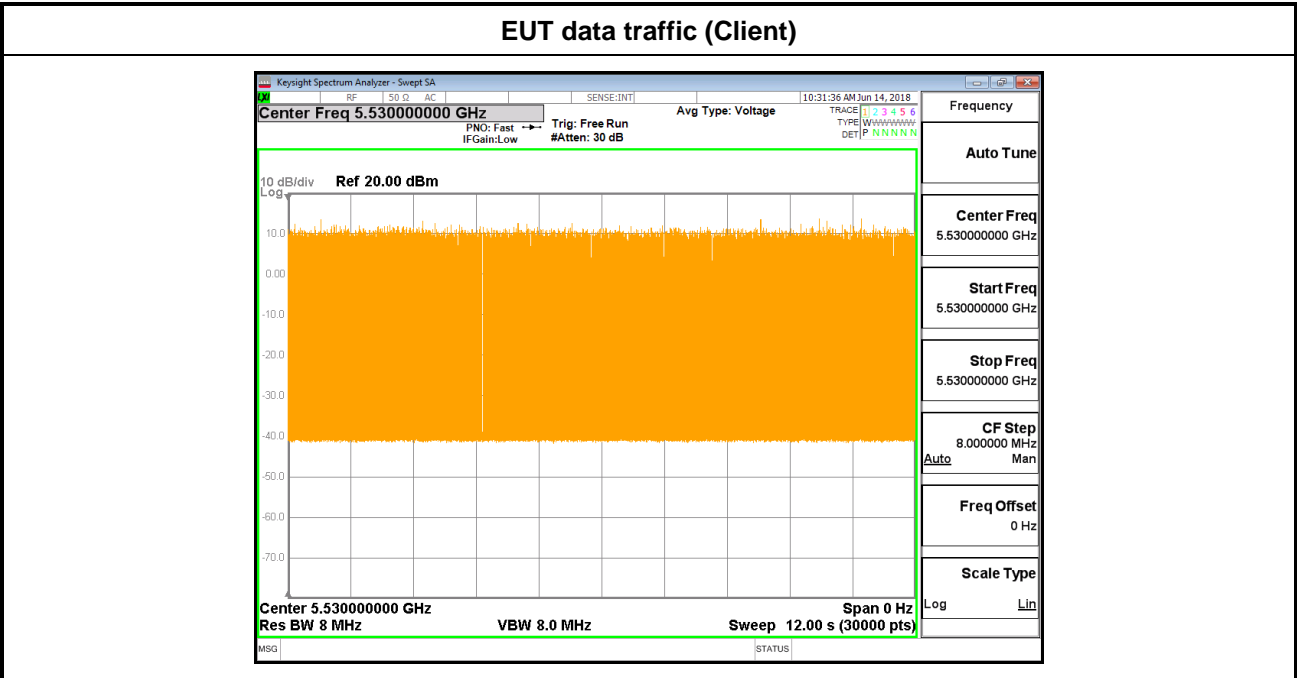 EUT data traffic (Client)
Keysight Spectrum Analyzer - Swept SA
LXI RF 50 Ω AC SENSE:INT 10:31:36 AM Jun 14, 2018
Center Freq 5.530000000 GHz
PNO: Fast
IFGain:Low
Trig: Free Run
#Atten: 30 dB
Avg Type: Voltage
TRACE 1 2 3 4 5 6
TYPE WWWWWW
DET P N N N N N
10 dB/div Ref 20.00 dBm
Log
10.0
0.00
-10.0
-20.0
-30.0
-40.0
-50.0
-60.0
-70.0
Center 5.530000000 GHz Span 0 Hz
Res BW 8 MHz VBW 8.0 MHz Sweep 12.00 s (30000 pts)
MSG STATUS
Frequency
Auto Tune
Center Freq
5.530000000 GHz
Start Freq
5.530000000 GHz
Stop Freq
5.530000000 GHz
CF Step
8.000000 MHz
Auto Man
Freq Offset
0 Hz
Scale Type
Log Lin